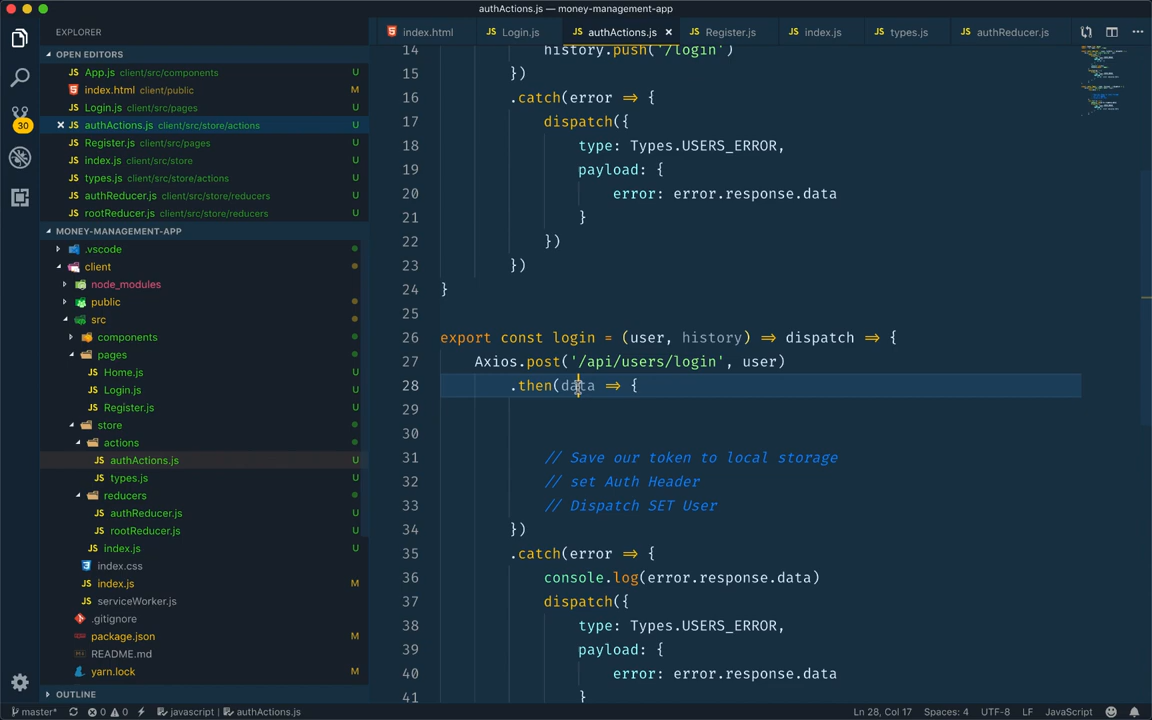 authActions.js — money-management-app
EXPLORER
OPEN EDITORS
App.js client/src/components U
index.html client/public M
Login.js client/src/pages U
authActions.js client/src/store/actions U
Register.js client/src/pages U
index.js client/src/store U
types.js client/src/store/actions U
authReducer.js client/src/store/reducers U
rootReducer.js client/src/store/reducers U
MONEY-MANAGEMENT-APP
.vscode
client
node_modules
public
src
components
pages
Home.js U
Login.js U
Register.js U
store
actions
authActions.js U
types.js U
reducers
authReducer.js U
rootReducer.js U
index.js U
index.css
index.js M
serviceWorker.js
.gitignore
package.json M
README.md
yarn.lock M
OUTLINE
30
index.html Login.js authActions.js Register.js index.js types.js authReducer.js
14 history.push('/login')
15 })
16 .catch(error => {
17 dispatch({
18 type: Types.USERS_ERROR,
19 payload: {
20 error: error.response.data
21 }
22 })
23 })
24 }
25
26 export const login = (user, history) => dispatch => {
27 Axios.post('/api/users/login', user)
28 .then(data => {
29
30
31 // Save our token to local storage
32 // set Auth Header
33 // Dispatch SET User
34 })
35 .catch(error => {
36 console.log(error.response.data)
37 dispatch({
38 type: Types.USERS_ERROR,
39 payload: {
40 error: error.response.data
41 }
master* 0 0 javascript | authActions.js Ln 28, Col 17 Spaces: 4 UTF-8 LF JavaScript